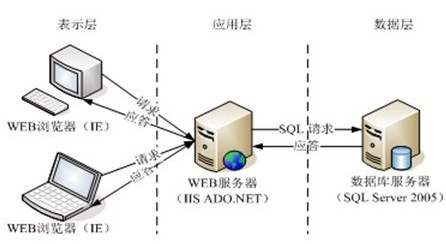 表示层
应用层
数据层
请求
应答
WEB浏览器（IE）
请求
应答
WEB浏览器（IE）
WEB服务器
（IIS ADO.NET）
SQL 请求
应答
数据库服务器
（SQL Server 2005）